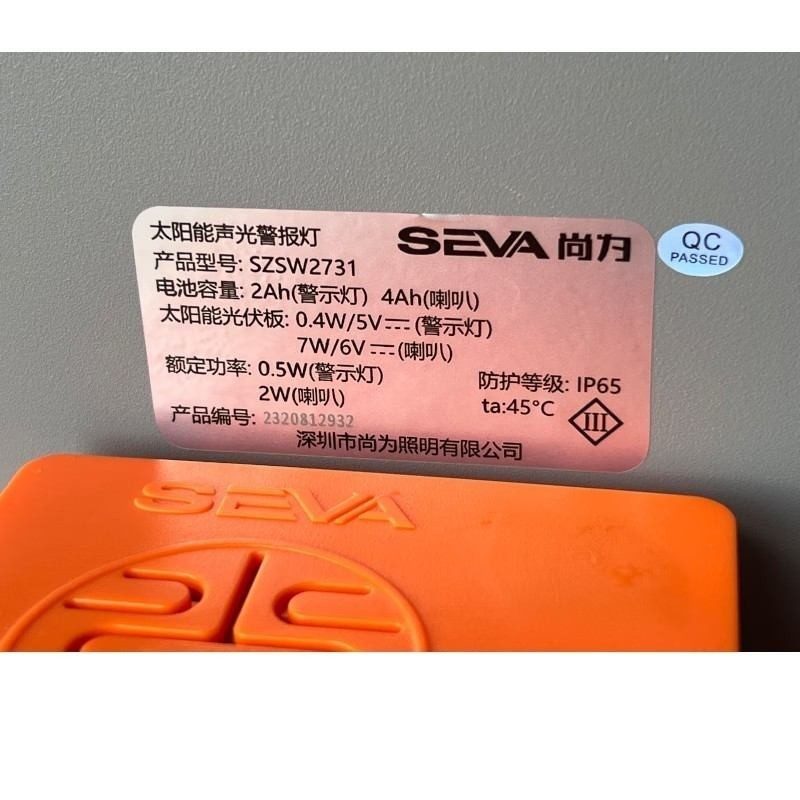 太阳能声光警报灯
SEVA 尚为
产品型号: SZSW2731
电池容量: 2Ah(警示灯) 4Ah(喇叭)
太阳能光伏板: 0.4W/5V⎓(警示灯)
7W/6V⎓(喇叭)
额定功率: 0.5W(警示灯)
2W(喇叭)
防护等级: IP65
ta:45°C
III
产品编号: 2320812932
深圳市尚为照明有限公司
QC
PASSED
SEVA